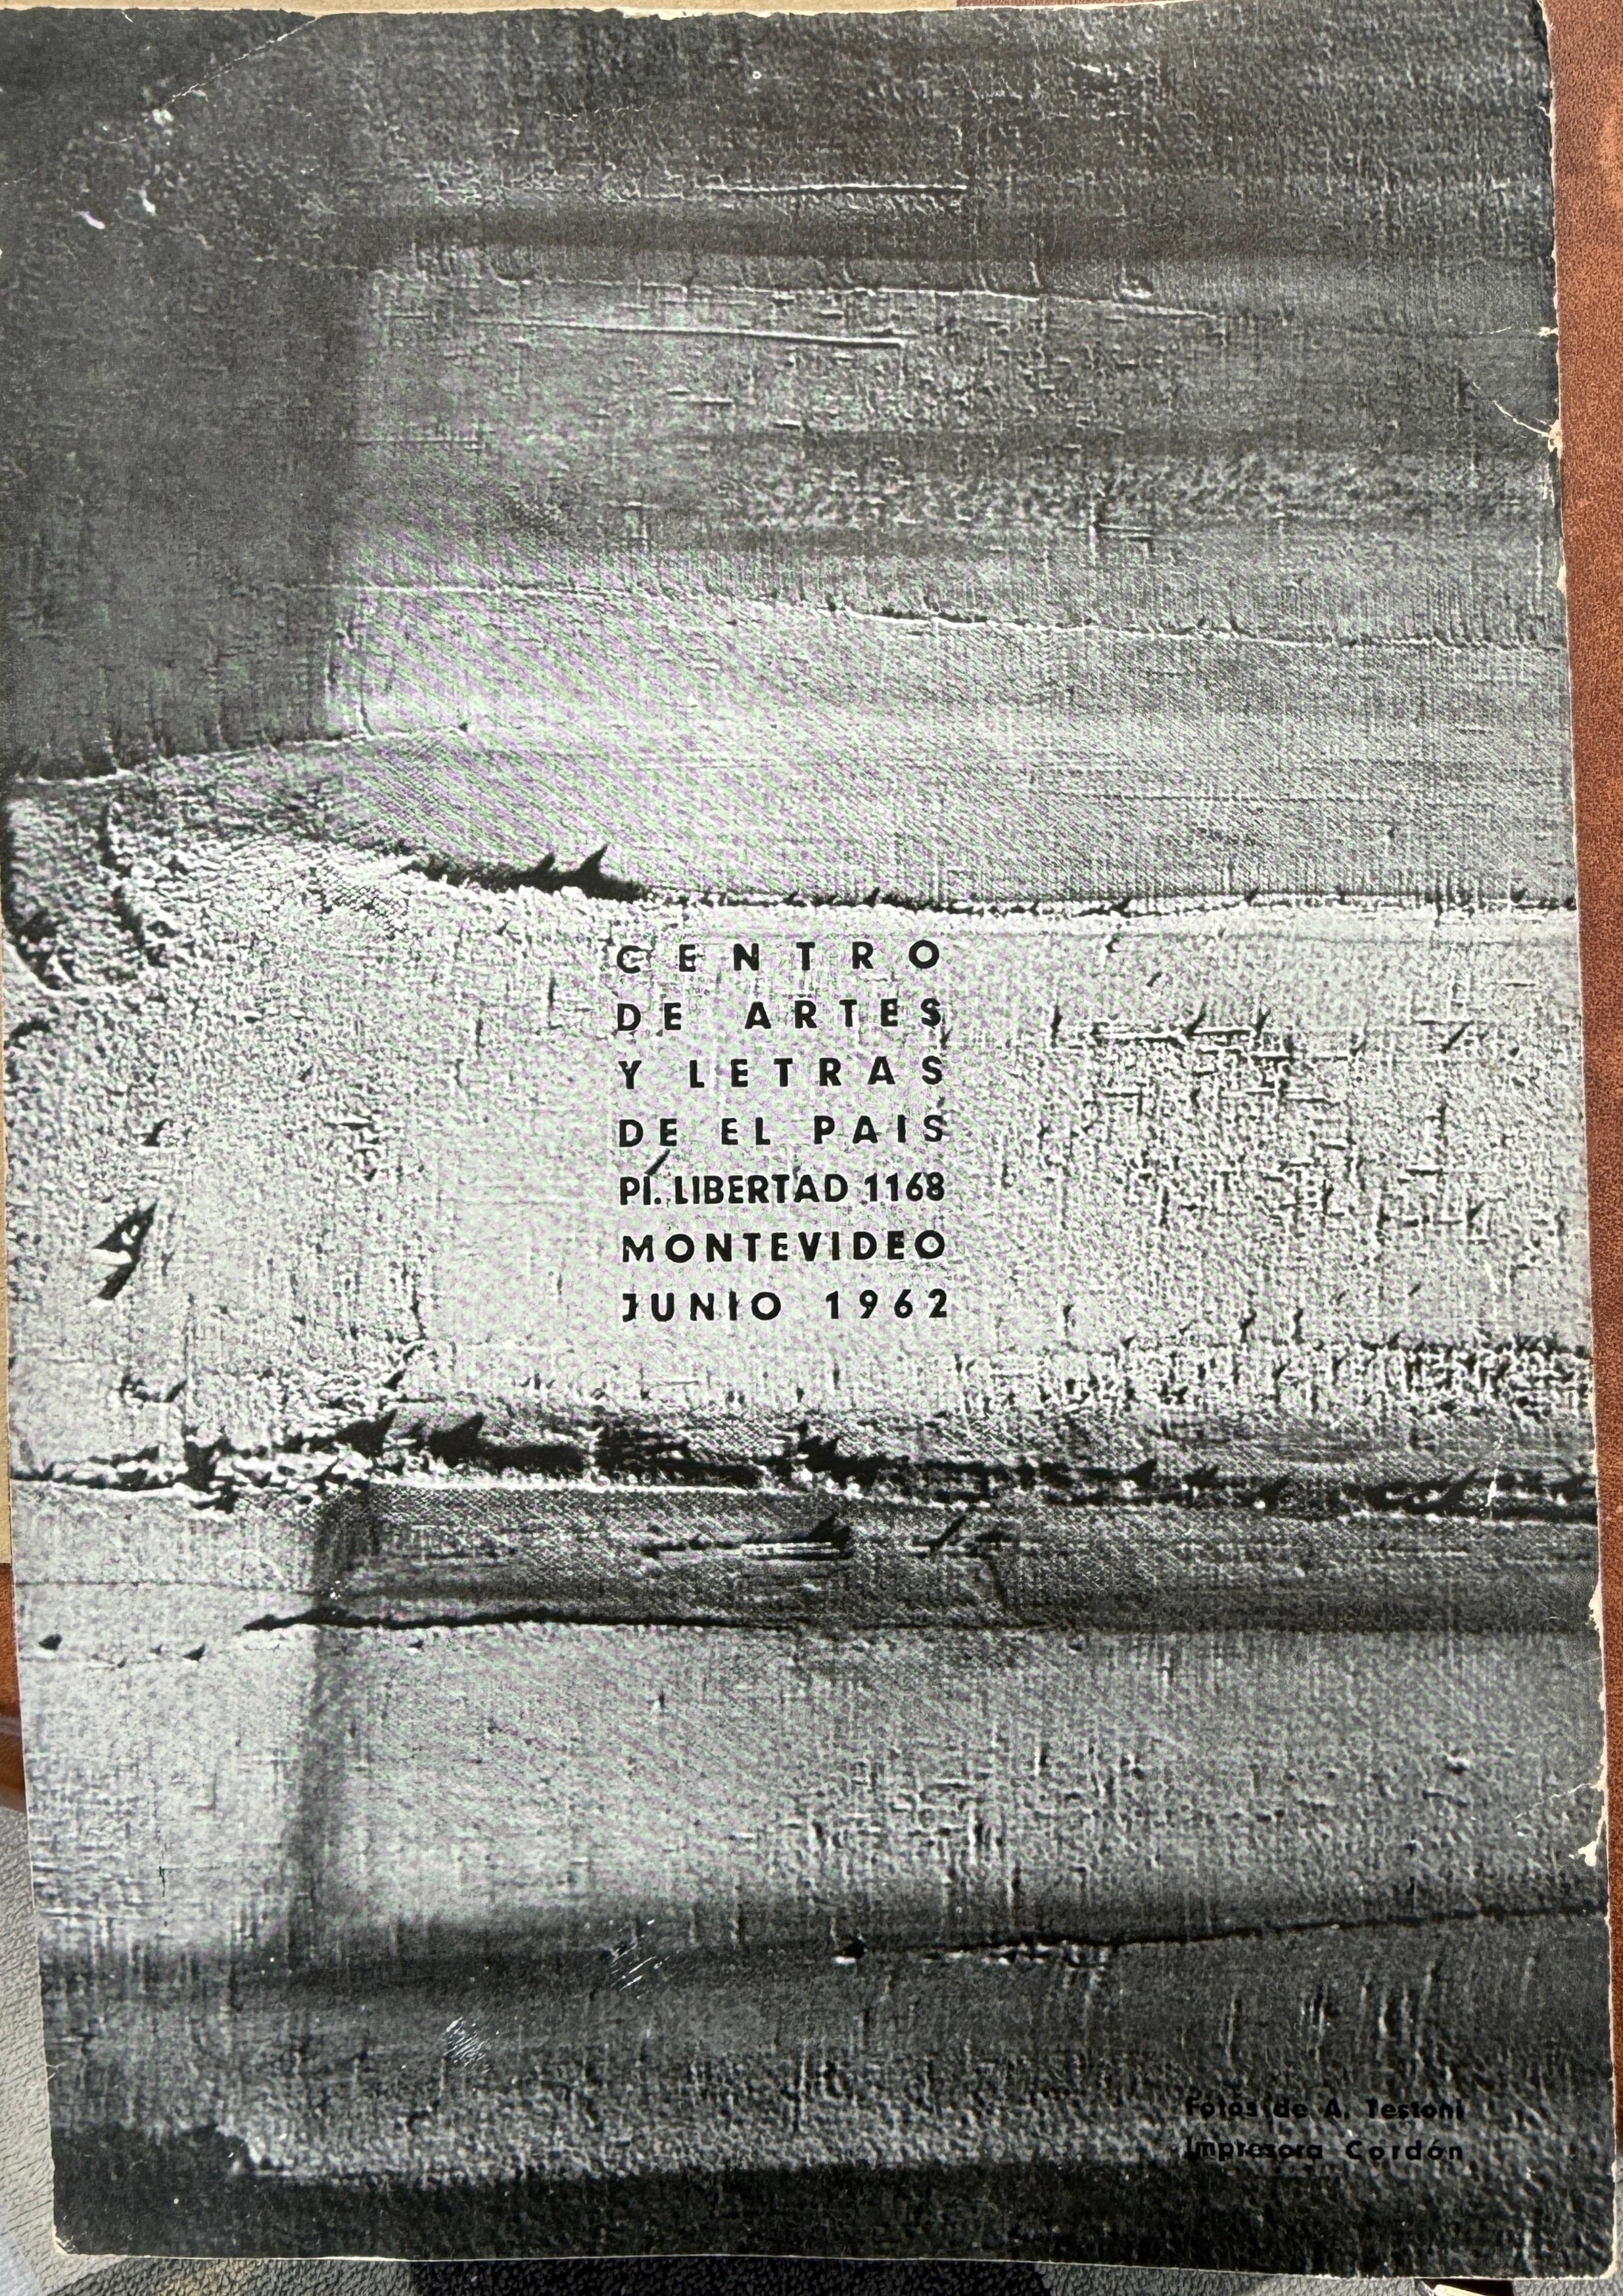 CENTRO
DE ARTES
Y LETRAS
DE EL PAIS
Pl. LIBERTAD 1168
MONTEVIDEO
JUNIO 1962
Fotos de A. Testoni
Impresora Cordón